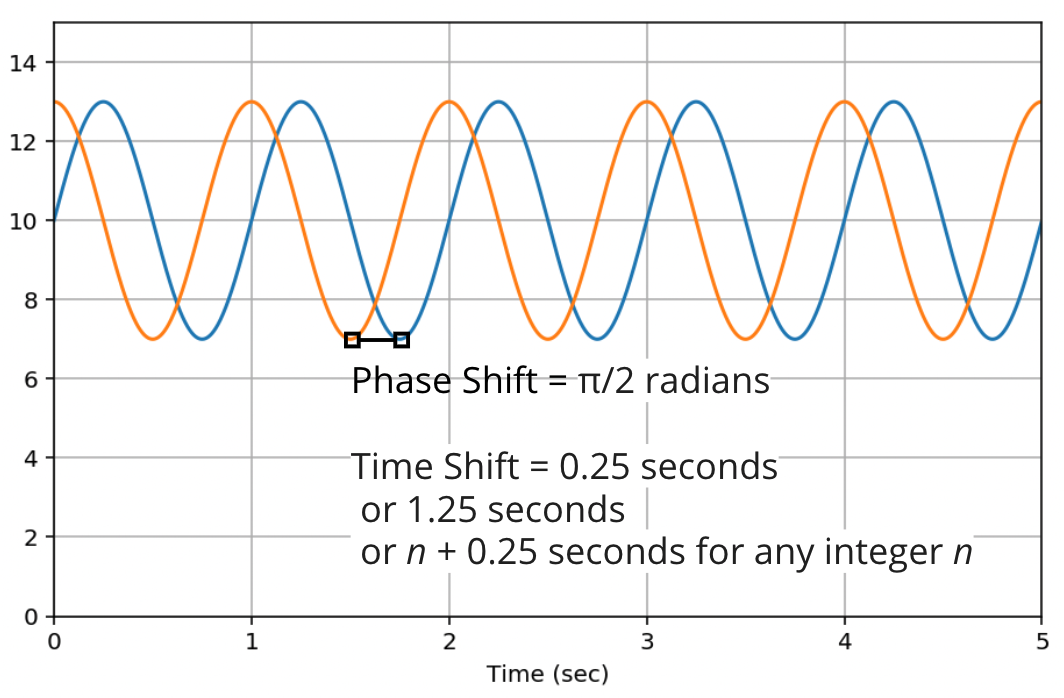 14
12
10
8
6
4
2
0
Phase Shift = π/2 radians
Time Shift = 0.25 seconds
or 1.25 seconds
or n + 0.25 seconds for any integer n
0 1 2 3 4 5
Time (sec)